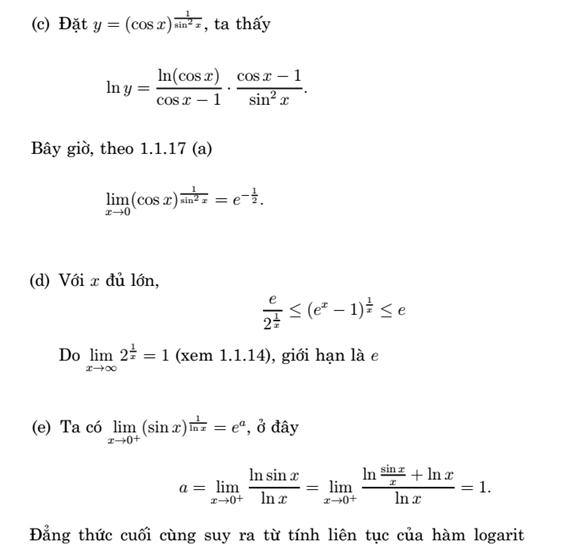 (c) Đặt $y = (\cos x)^{\frac{1}{\sin^2 x}}$, ta thấy
$\ln y = \frac{\ln(\cos x)}{\cos x - 1} \cdot \frac{\cos x - 1}{\sin^2 x}.$
Bây giờ, theo 1.1.17 (a)
$\lim_{x \to 0} (\cos x)^{\frac{1}{\sin^2 x}} = e^{-\frac{1}{2}}.$
(d) Với $x$ đủ lớn,
$\frac{e}{2^{\frac{1}{x}}} \leq (e^x - 1)^{\frac{1}{x}} \leq e$
Do $\lim_{x \to \infty} 2^{\frac{1}{x}} = 1$ (xem 1.1.14), giới hạn là $e$
(e) Ta có $\lim_{x \to 0^+} (\sin x)^{\frac{1}{\ln x}} = e^a$, ở đây
$a = \lim_{x \to 0^+} \frac{\ln \sin x}{\ln x} = \lim_{x \to 0^+} \frac{\ln \frac{\sin x}{x} + \ln x}{\ln x} = 1.$
Đẳng thức cuối cùng suy ra từ tính liên tục của hàm logarit